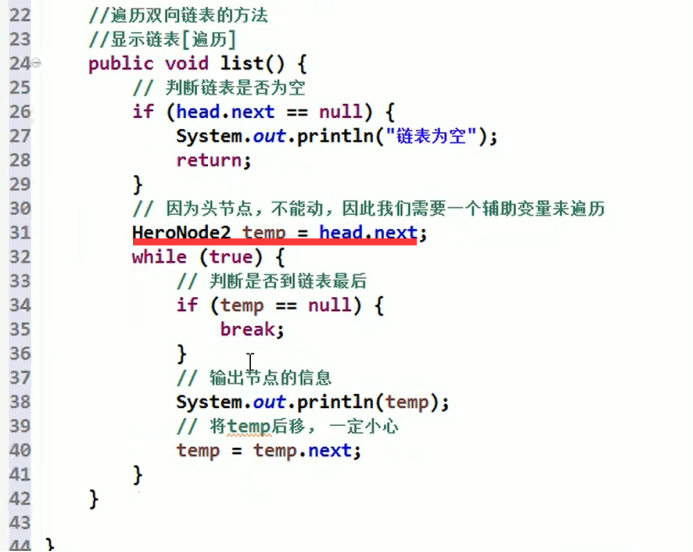 22 //遍历双向链表的方法
23 //显示链表[遍历]
24 public void list() {
25 // 判断链表是否为空
26 if (head.next == null) {
27 System.out.println("链表为空");
28 return;
29 }
30 // 因为头节点，不能动，因此我们需要一个辅助变量来遍历
31 HeroNode2 temp = head.next;
32 while (true) {
33 // 判断是否到链表最后
34 if (temp == null) {
35 break;
36 }
37 // 输出节点的信息
38 System.out.println(temp);
39 // 将temp后移， 一定小心
40 temp = temp.next;
41 }
42 }
43
44 }